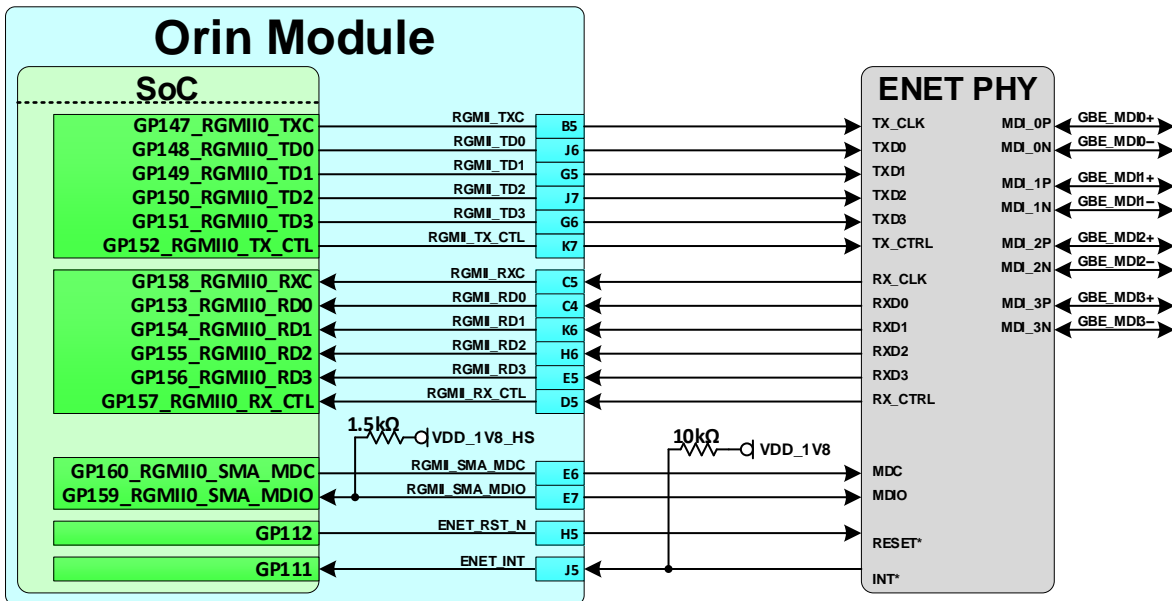 Orin Module
SoC
ENET PHY
GP147_RGMII0_TXC RGMII_TXC B5 TX_CLK MDI_0P GBE_MDI0+
GP148_RGMII0_TD0 RGMII_TD0 J6 TXD0 MDI_0N GBE_MDI0–
GP149_RGMII0_TD1 RGMII_TD1 G5 TXD1 MDI_1P GBE_MDI1+
GP150_RGMII0_TD2 RGMII_TD2 J7 TXD2 MDI_1N GBE_MDI1–
GP151_RGMII0_TD3 RGMII_TD3 G6 TXD3
GP152_RGMII0_TX_CTL RGMII_TX_CTL K7 TX_CTRL MDI_2P GBE_MDI2+
MDI_2N GBE_MDI2–
GP158_RGMII0_RXC RGMII_RXC C5 RX_CLK
GP153_RGMII0_RD0 RGMII_RD0 C4 RXD0 MDI_3P GBE_MDI3+
GP154_RGMII0_RD1 RGMII_RD1 K6 RXD1 MDI_3N GBE_MDI3–
GP155_RGMII0_RD2 RGMII_RD2 H6 RXD2
GP156_RGMII0_RD3 RGMII_RD3 E5 RXD3
GP157_RGMII0_RX_CTL RGMII_RX_CTL D5 RX_CTRL
1.5kΩ VDD_1V8_HS 10kΩ VDD_1V8
GP160_RGMII0_SMA_MDC RGMII_SMA_MDC E6 MDC
GP159_RGMII0_SMA_MDIO RGMII_SMA_MDIO E7 MDIO
GP112 ENET_RST_N H5 RESET*
GP111 ENET_INT J5 INT*